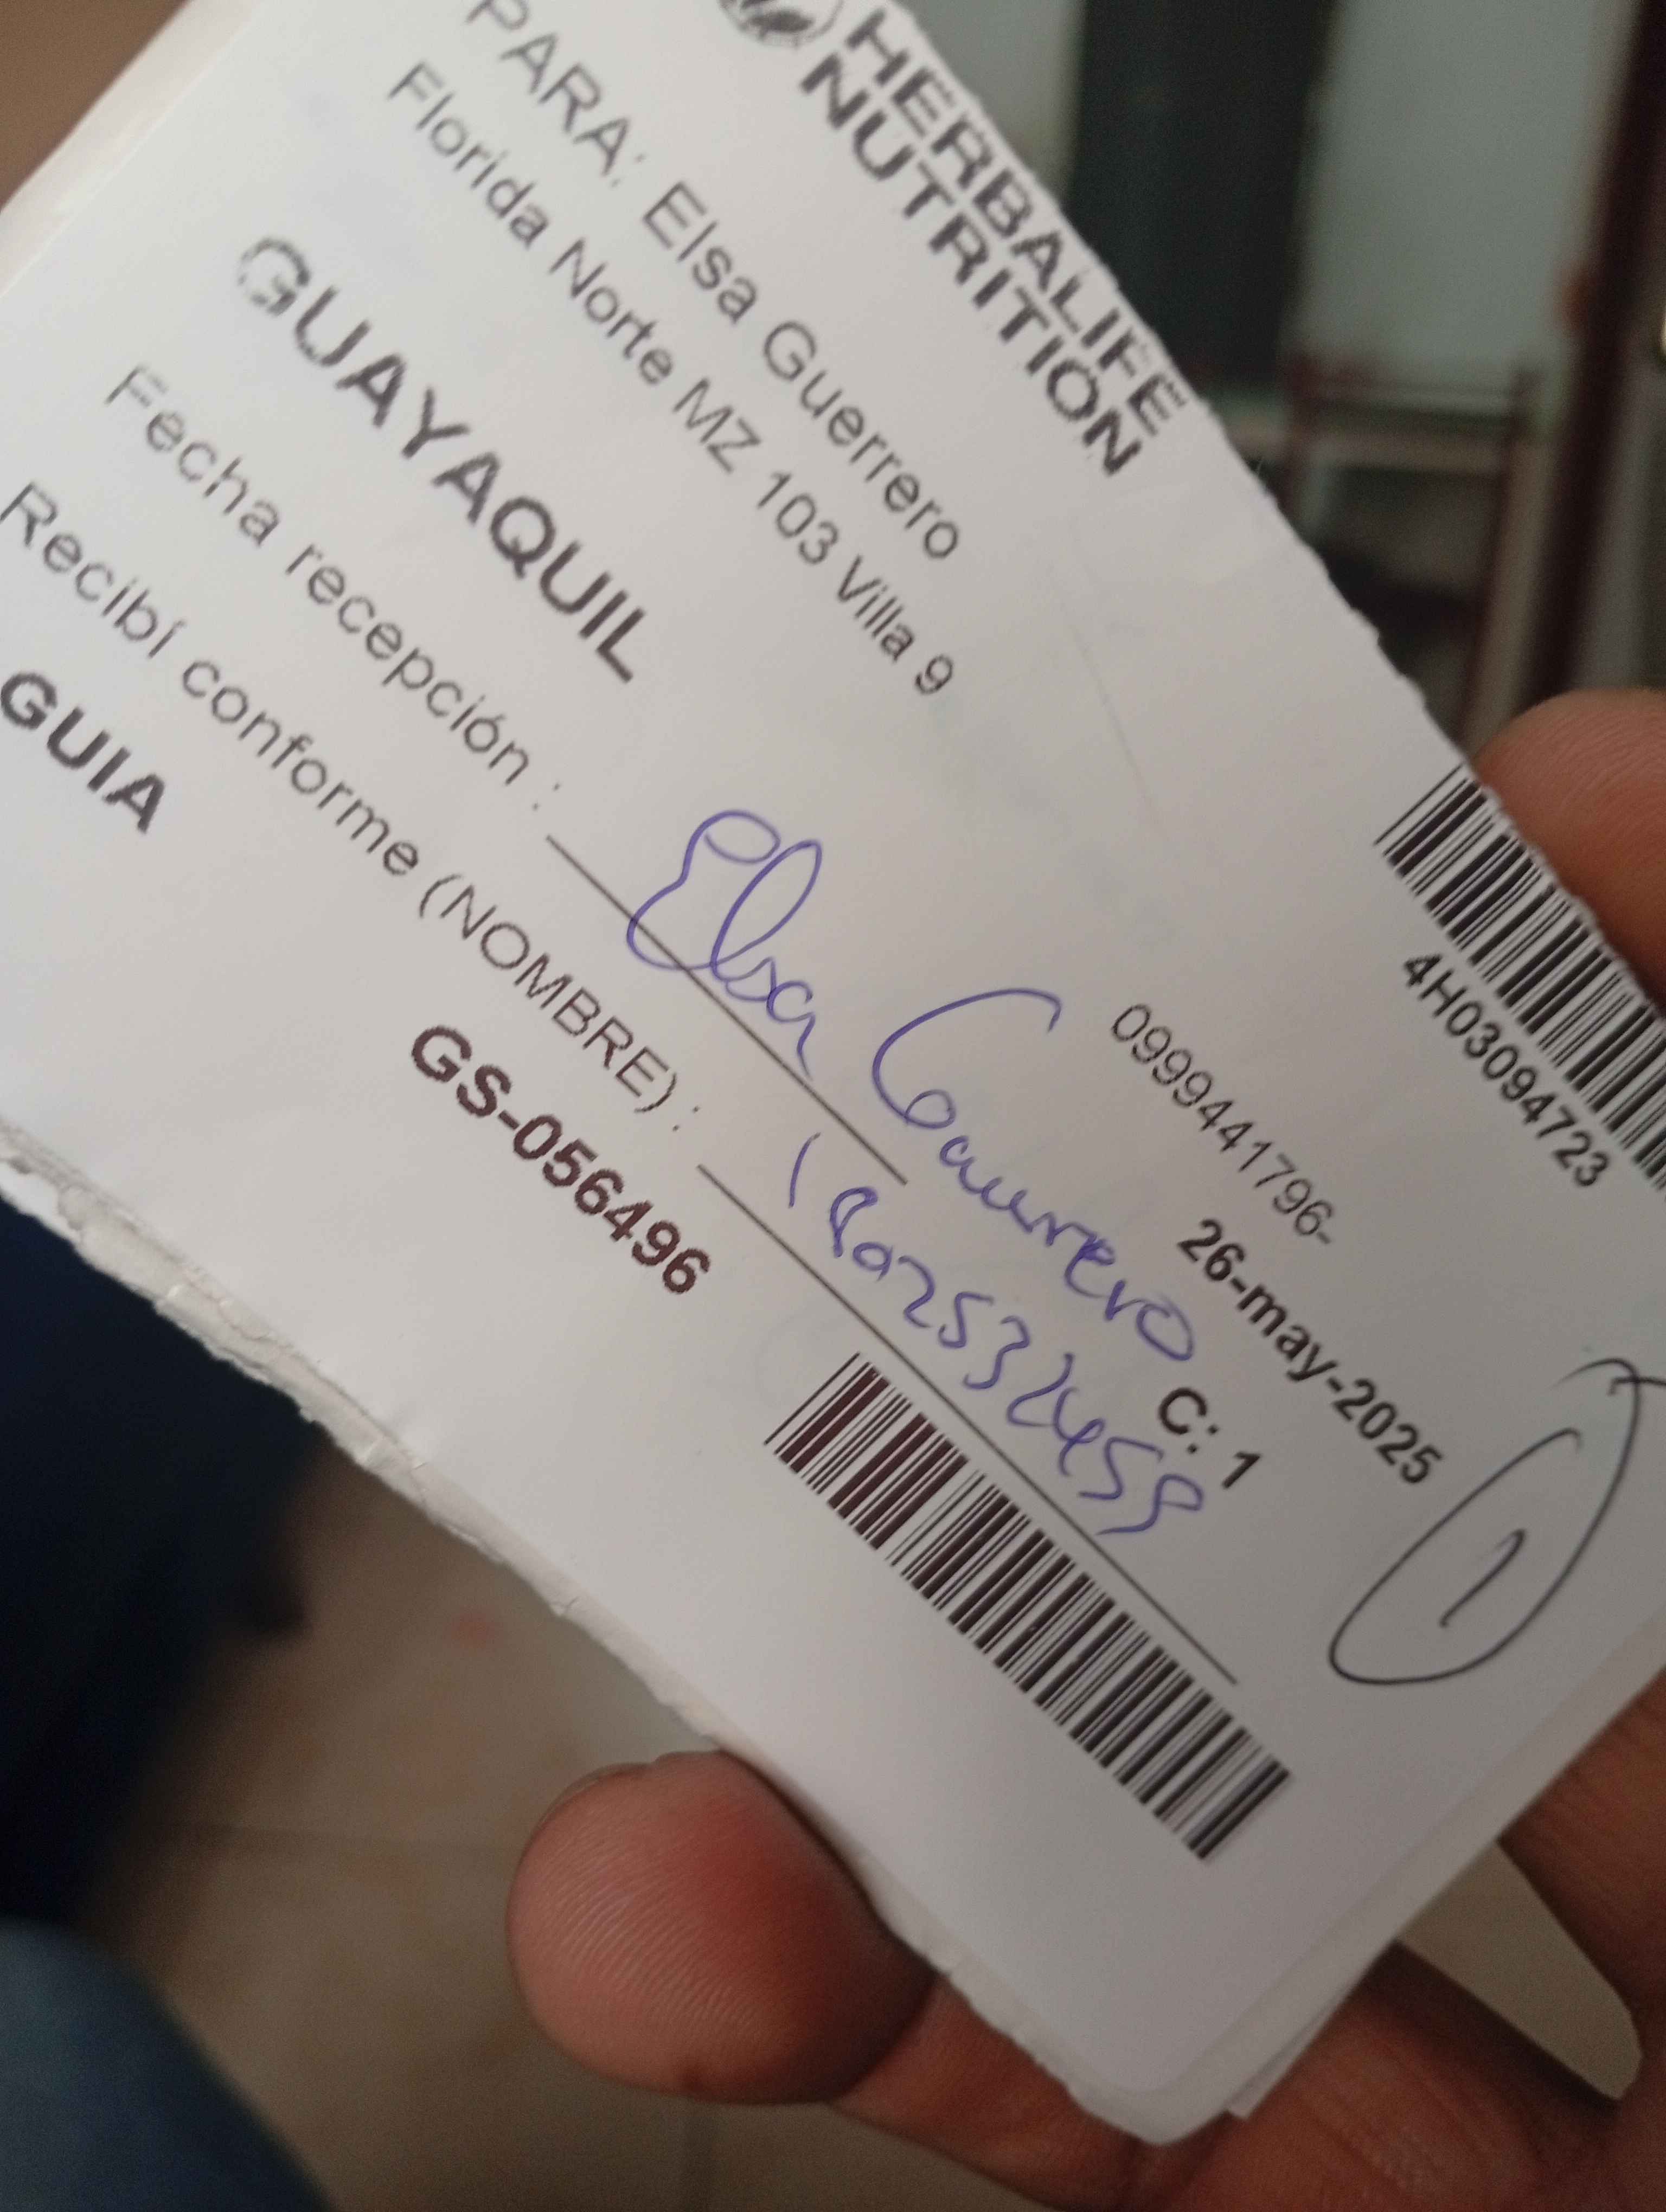 HERBALIFE
NUTRITION
4H03094723
PARA: Elsa Guerrero
Florida Norte MZ 103 Villa 9
0999441796-
GUAYAQUIL
26-may-2025
1
Fecha recepción :
Elsa Guerrero
C: 1
Recibí conforme (NOMBRE) :
GUIA
GS-056496